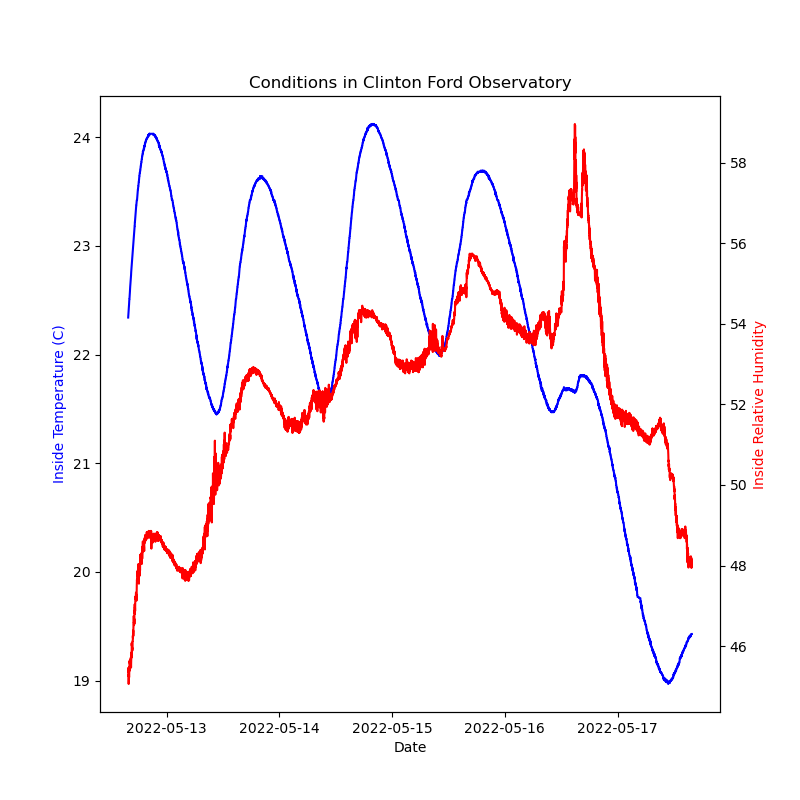 Conditions in Clinton Ford Observatory
Inside Temperature (C)
24
23
22
21
20
19
58
56
54
52
50
48
46
Inside Relative Humidity
2022-05-13 2022-05-14 2022-05-15 2022-05-16 2022-05-17
Date